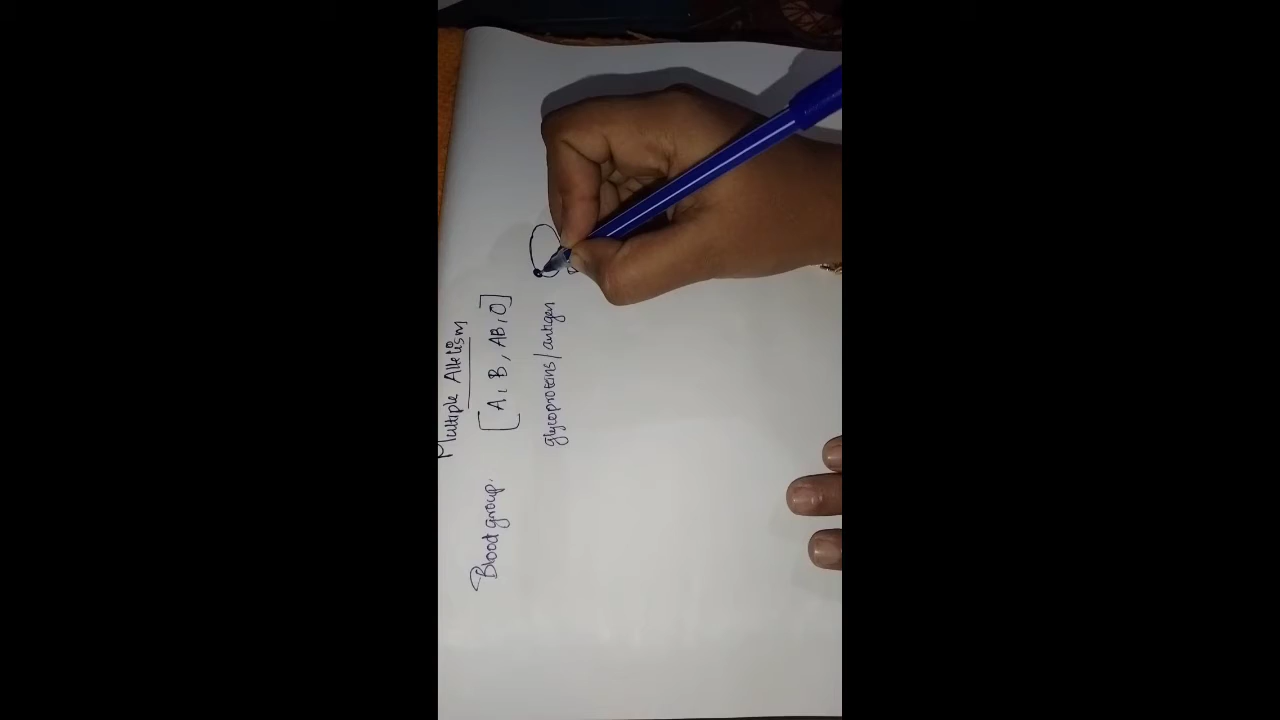 Multiple Allelism
Blood group. [A, B, AB, O]
glycoproteins/antigen